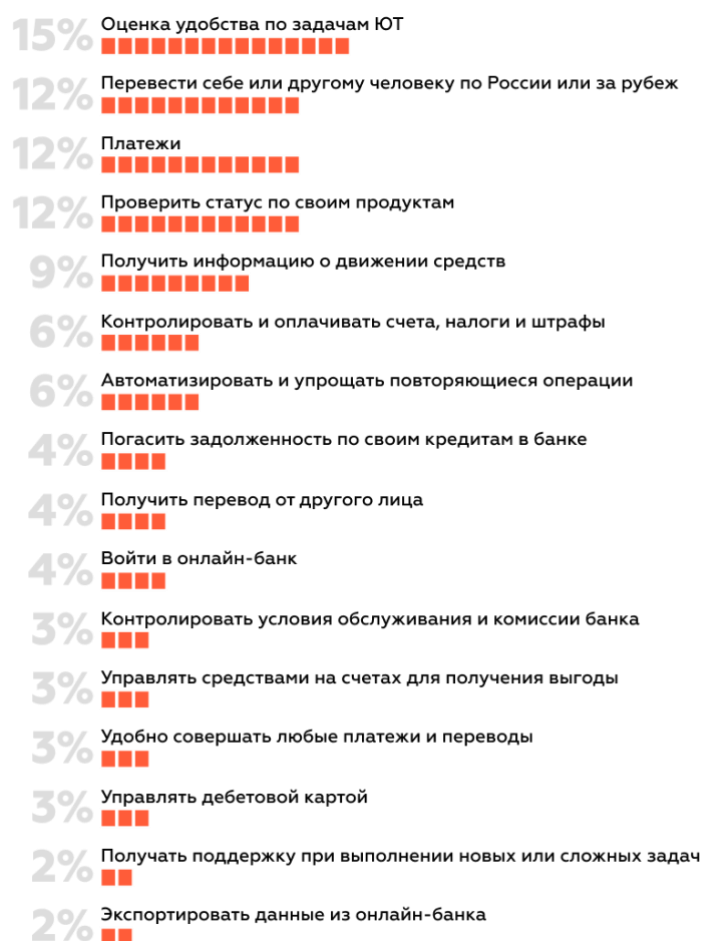 15% Оценка удобства по задачам ЮТ
12% Перевести себе или другому человеку по России или за рубеж
12% Платежи
12% Проверить статус по своим продуктам
9% Получить информацию о движении средств
6% Контролировать и оплачивать счета, налоги и штрафы
6% Автоматизировать и упрощать повторяющиеся операции
4% Погасить задолженность по своим кредитам в банке
4% Получить перевод от другого лица
4% Войти в онлайн-банк
3% Контролировать условия обслуживания и комиссии банка
3% Управлять средствами на счетах для получения выгоды
3% Удобно совершать любые платежи и переводы
3% Управлять дебетовой картой
2% Получать поддержку при выполнении новых или сложных задач
2% Экспортировать данные из онлайн-банка